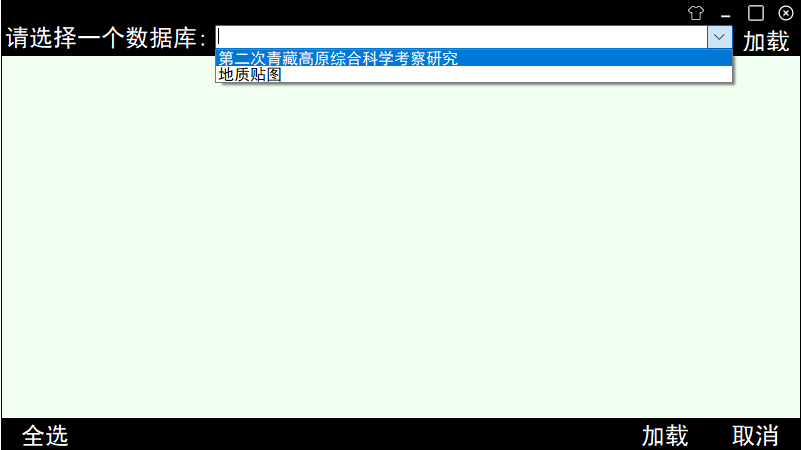 请选择一个数据库：
加载
第二次青藏高原综合科学考察研究
地质贴图
全选
加载
取消